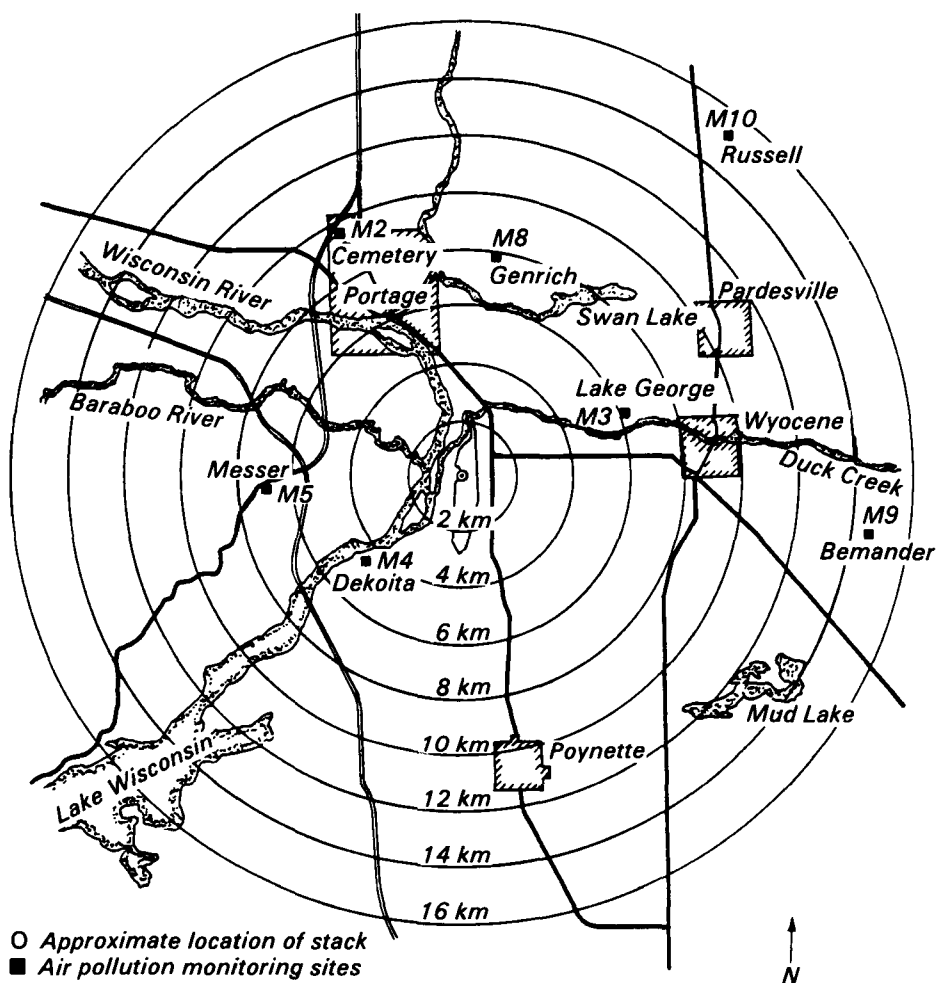 M10
Russell
M2
Cemetery
M8
Genrich
Wisconsin River
Portage
Swan Lake
Pardesville
Lake George
M3
Wyocene
Baraboo River
Duck Creek
Messer
M5
2 km
M9
Bemander
M4
Dekoita
4 km
6 km
8 km
Mud Lake
10 km
Poynette
Lake Wisconsin
12 km
14 km
16 km
O Approximate location of stack
■ Air pollution monitoring sites
N